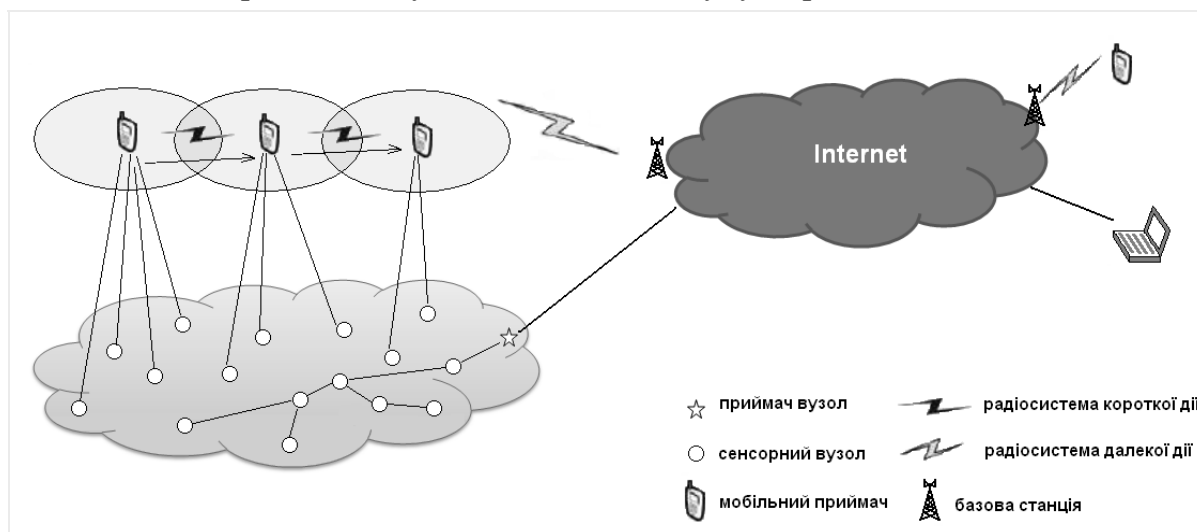 Internet
приймач вузол
радіосистема короткої дії
сенсорний вузол
радіосистема далекої дії
мобільний приймач
базова станція